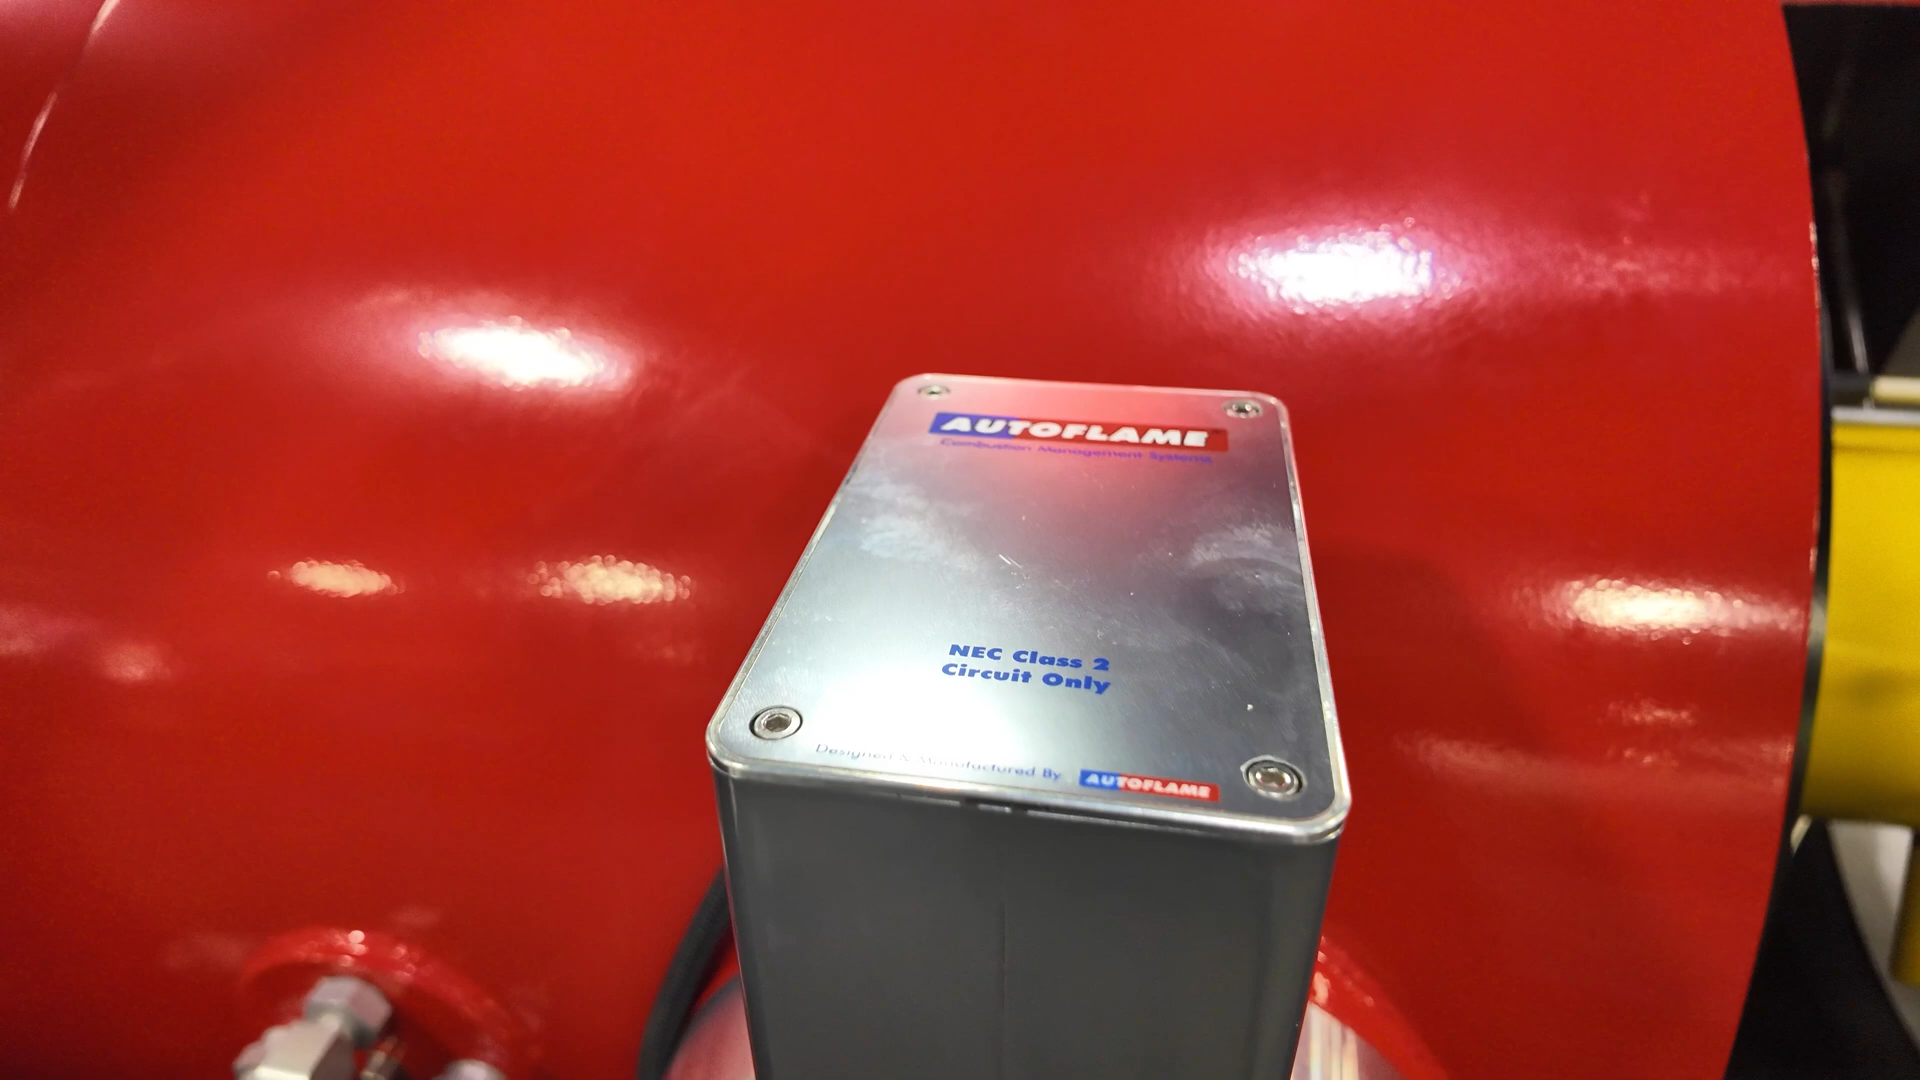 AUTOFLAME
Combustion Management Systems
NEC Class 2
Circuit Only
Designed & Manufactured By AUTOFLAME